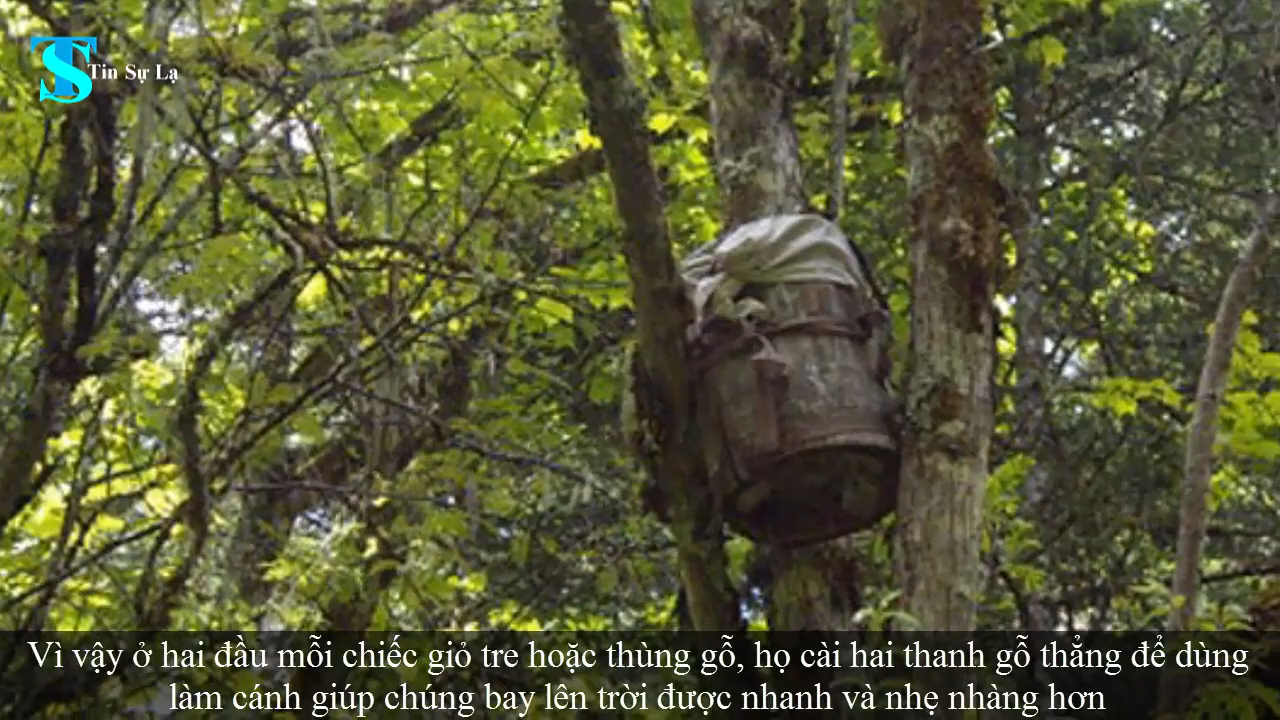 TS
Tin Sự Lạ
Vì vậy ở hai đầu mỗi chiếc giỏ tre hoặc thùng gỗ, họ cài hai thanh gỗ thẳng để dùng
làm cánh giúp chúng bay lên trời được nhanh và nhẹ nhàng hơn